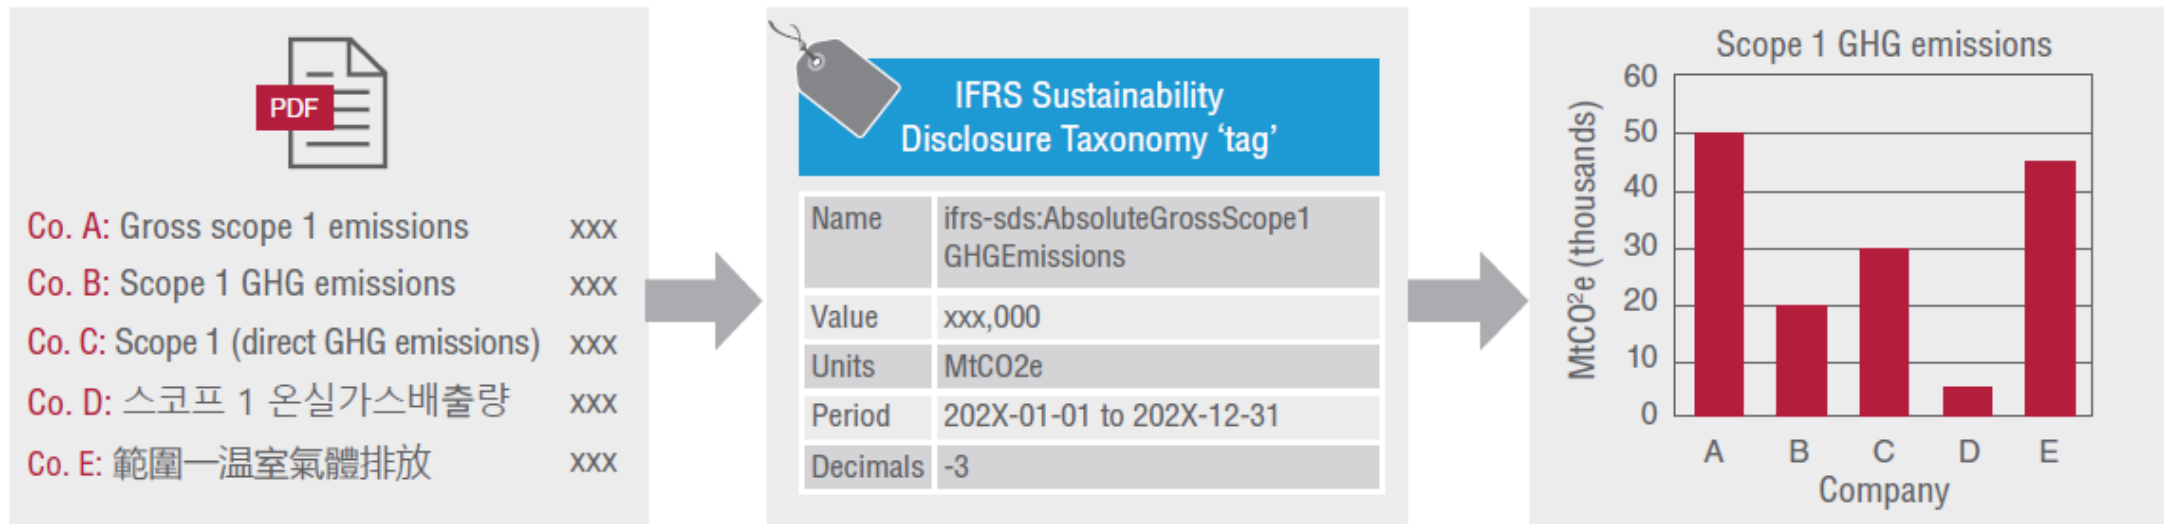 PDF
Co. A: Gross scope 1 emissions xxx
Co. B: Scope 1 GHG emissions xxx
Co. C: Scope 1 (direct GHG emissions) xxx
Co. D: 스코프 1 온실가스배출량 xxx
Co. E: 範圍一温室氣體排放 xxx
IFRS Sustainability
Disclosure Taxonomy ‘tag’
Name ifrs-sds:AbsoluteGrossScope1
GHGEmissions
Value xxx,000
Units MtCO2e
Period 202X-01-01 to 202X-12-31
Decimals -3
Scope 1 GHG emissions
MtCO²e (thousands)
60
50
40
30
20
10
0
A B C D E
Company